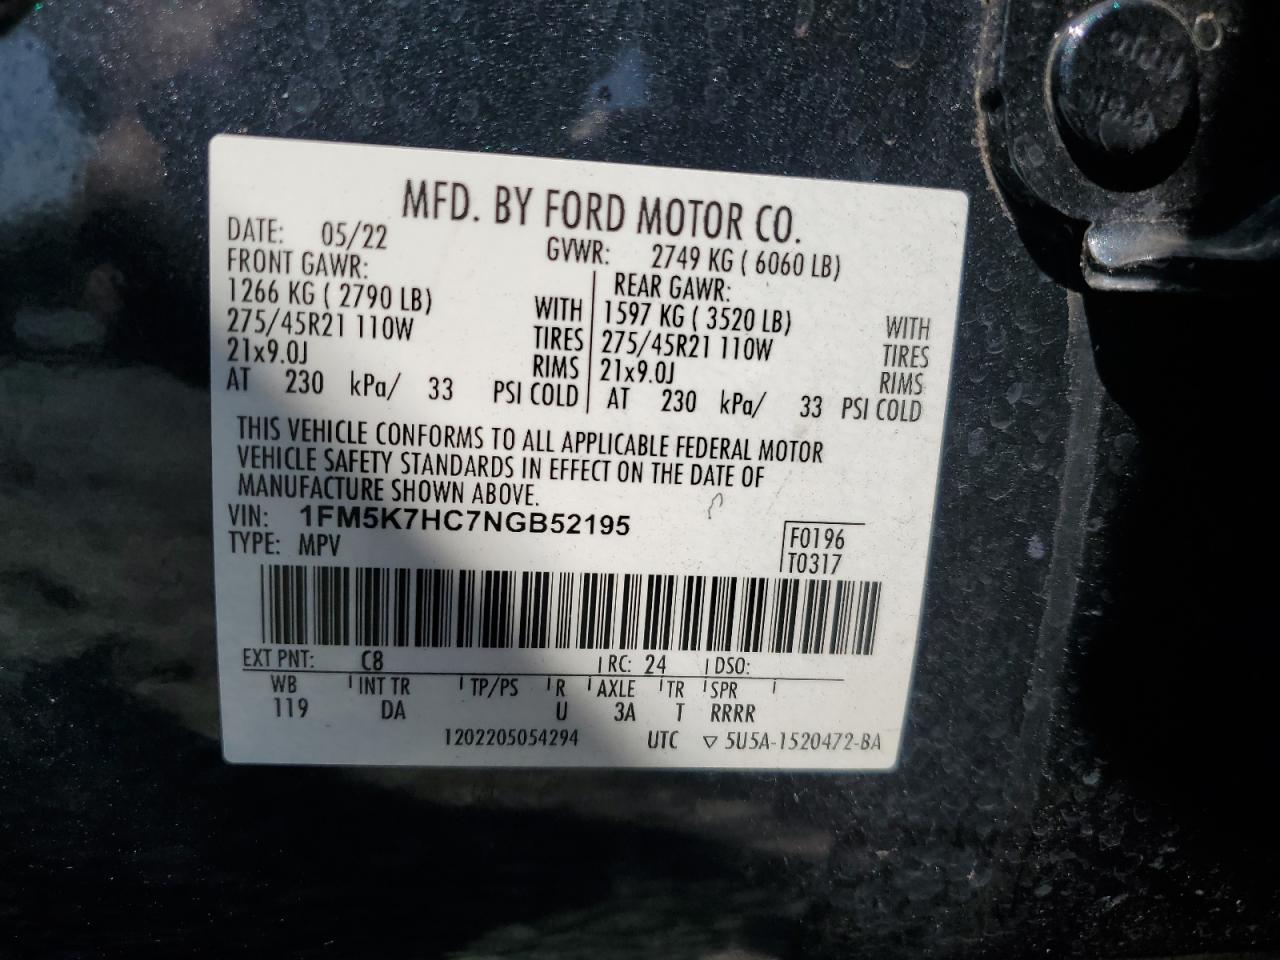 MFD. BY FORD MOTOR CO.
DATE: 05/22 GVWR: 2749 KG ( 6060 LB)
FRONT GAWR: REAR GAWR:
1266 KG ( 2790 LB) WITH 1597 KG ( 3520 LB) WITH
275/45R21 110W TIRES 275/45R21 110W TIRES
21x9.0J RIMS 21x9.0J RIMS
AT 230 kPa/ 33 PSI COLD AT 230 kPa/ 33 PSI COLD
THIS VEHICLE CONFORMS TO ALL APPLICABLE FEDERAL MOTOR
VEHICLE SAFETY STANDARDS IN EFFECT ON THE DATE OF
MANUFACTURE SHOWN ABOVE.
VIN: 1FM5K7HC7NGB52195
F0196
TYPE: MPV
T0317
EXT PNT: C8 RC: 24 DSO:
WB INT TR TP/PS R AXLE TR SPR
119 DA U 3A T RRRR
1202205054294 UTC ▽ 5U5A-1520472-BA